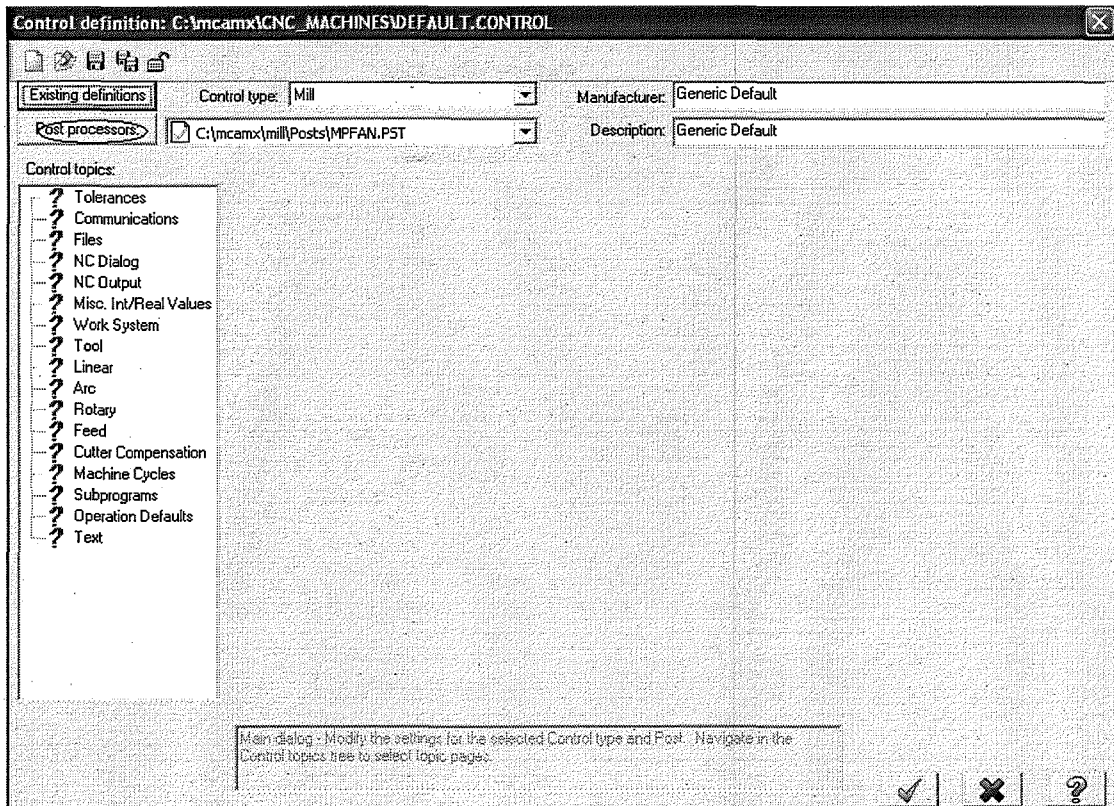 Control definition: C:\mcamx\CNC_MACHINES\DEFAULT.CONTROL
Existing definitions Control type: Mill Manufacturer: Generic Default
Post processors C:\mcamx\mill\Posts\MPFAN.PST Description: Generic Default
Control topics:
Tolerances
Communications
Files
NC Dialog
NC Output
Misc. Int/Real Values
Work System
Tool
Linear
Arc
Rotary
Feed
Cutter Compensation
Machine Cycles
Subprograms
Operation Defaults
Text
Main dialog - Modify the settings for the selected Control type and Post. Navigate in the
Control topics tree to select topic pages.